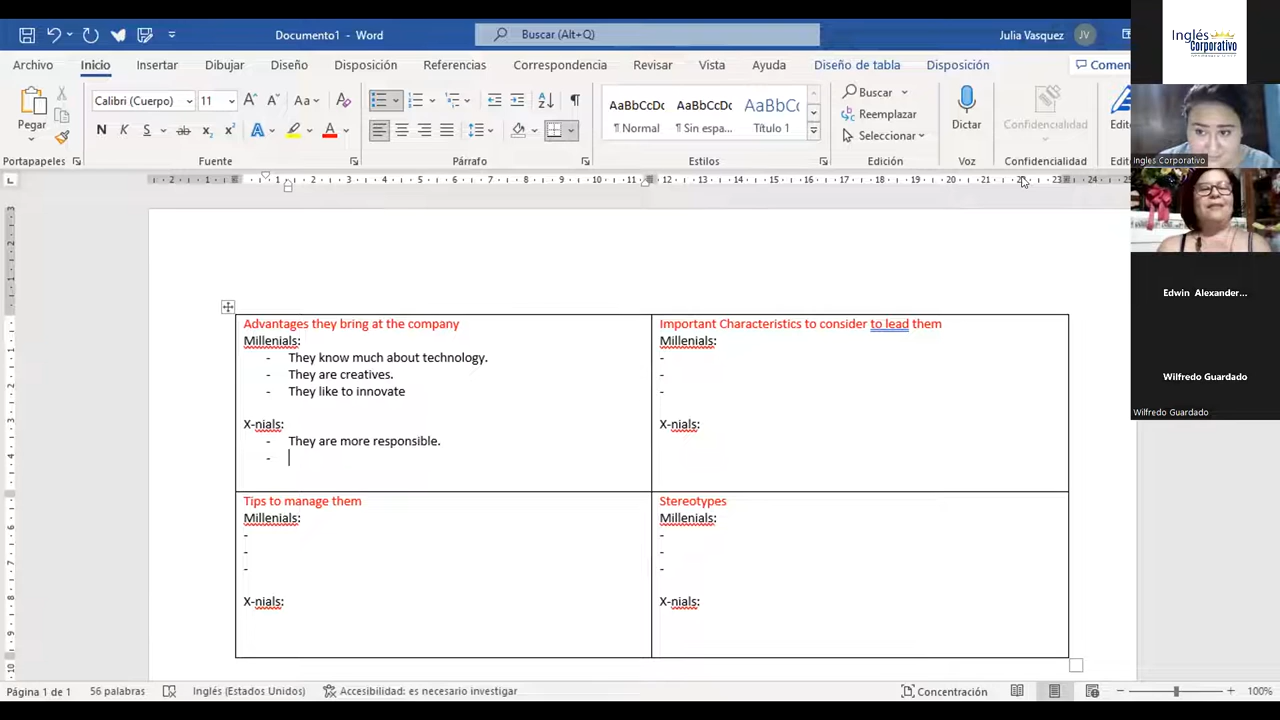 Documento1 - Word
Buscar (Alt+Q)
Julia Vasquez
JV
Archivo
Inicio
Insertar
Dibujar
Diseño
Disposición
Referencias
Correspondencia
Revisar
Vista
Ayuda
Diseño de tabla
Disposición
Comen
Pegar
Calibri (Cuerpo)
11
AaBbCcDc
AaBbCcDc
AaBbCc
¶ Normal
¶ Sin espa...
Título 1
Buscar
Reemplazar
Seleccionar
Dictar
Confidencialidad
Edito
Portapapeles
Fuente
Párrafo
Estilos
Edición
Voz
Confidencialidad
Advantages they bring at the company
Millenials:
- They know much about technology.
- They are creatives.
- They like to innovate
X-nials:
- They are more responsible.
-
Important Characteristics to consider to lead them
Millenials:
-
-
-
X-nials:
Tips to manage them
Millenials:
-
-
-
X-nials:
Stereotypes
Millenials:
-
-
-
X-nials:
Página 1 de 1
56 palabras
Inglés (Estados Unidos)
Accesibilidad: es necesario investigar
Concentración
100%
Inglés
Corporativo
Ingles Corporativo
Edwin Alexander...
Wilfredo Guardado
Wilfredo Guardado